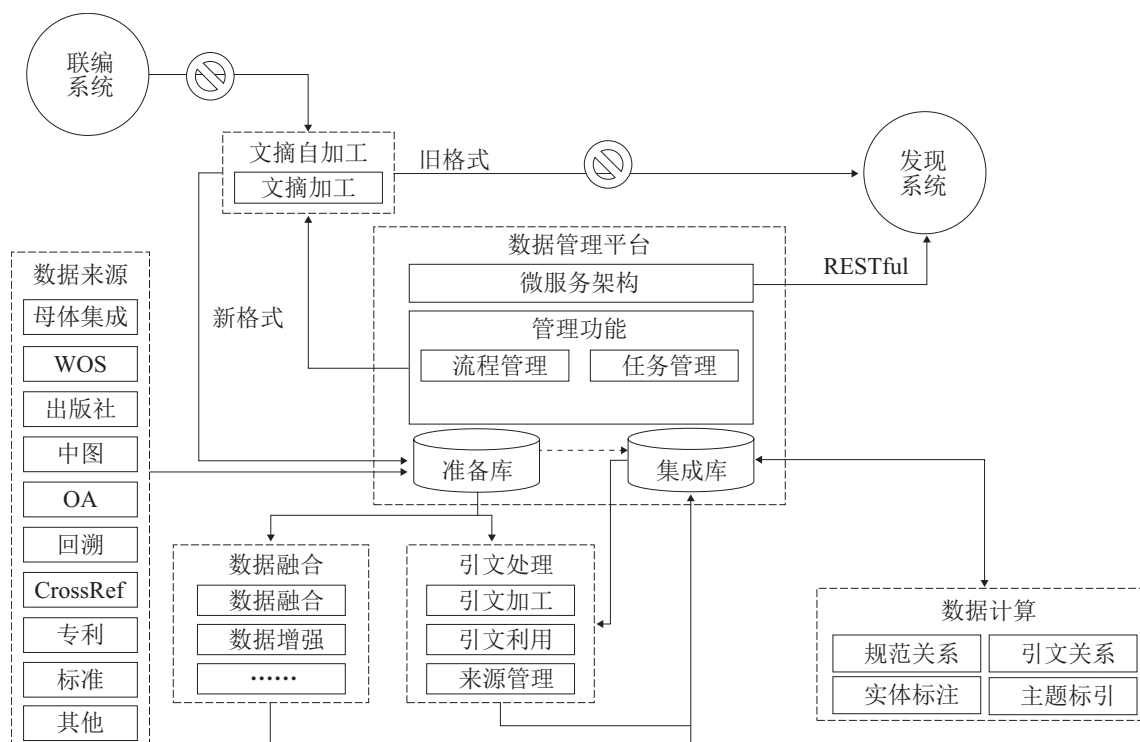 联编
系统
文摘自加工
文摘加工
旧格式
发现
系统
数据管理平台
微服务架构
RESTful
管理功能
流程管理
任务管理
新格式
准备库
集成库
数据来源
母体集成
WOS
出版社
中图
OA
回溯
CrossRef
专利
标准
其他
数据融合
数据融合
数据增强
……
引文处理
引文加工
引文利用
来源管理
数据计算
规范关系
引文关系
实体标注
主题标引